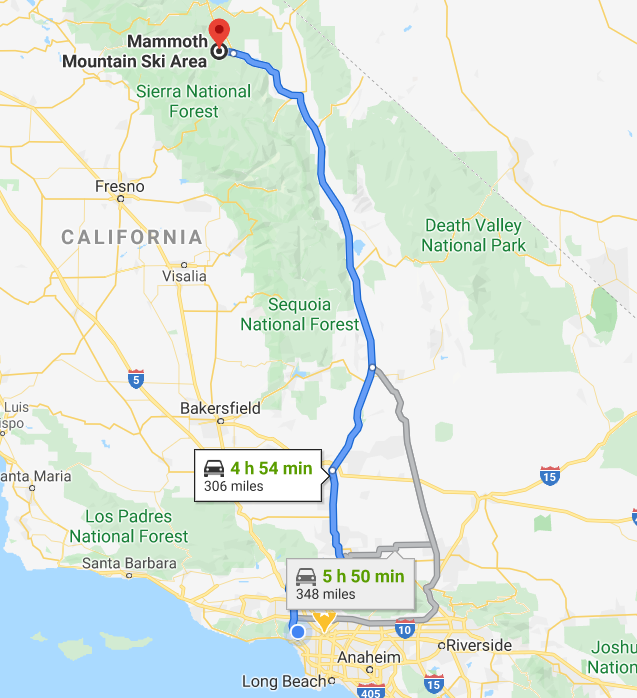 Mammoth
Mountain Ski Area
Sierra National
Forest
Fresno
Death Valley
National Park
CALIFORNIA
Visalia
Sequoia
National Forest
5
Luis
ispo
Bakersfield
4 h 54 min
306 miles
15
anta Maria
Los Padres
National Forest
Santa Barbara
5 h 50 min
348 miles
10
Riverside
Anaheim
Joshu
Natio
Long Beach
405
15